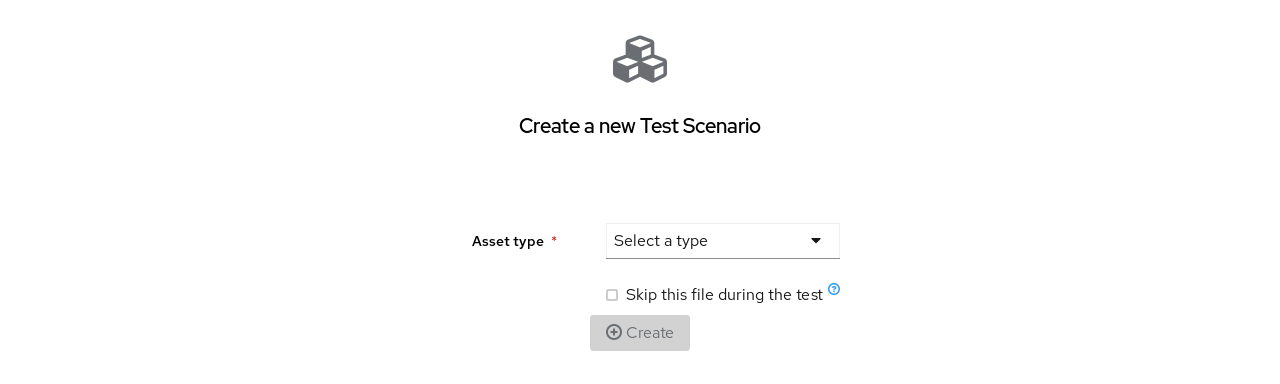 Create a new Test Scenario
Asset type *
Select a type
Skip this file during the test
Create